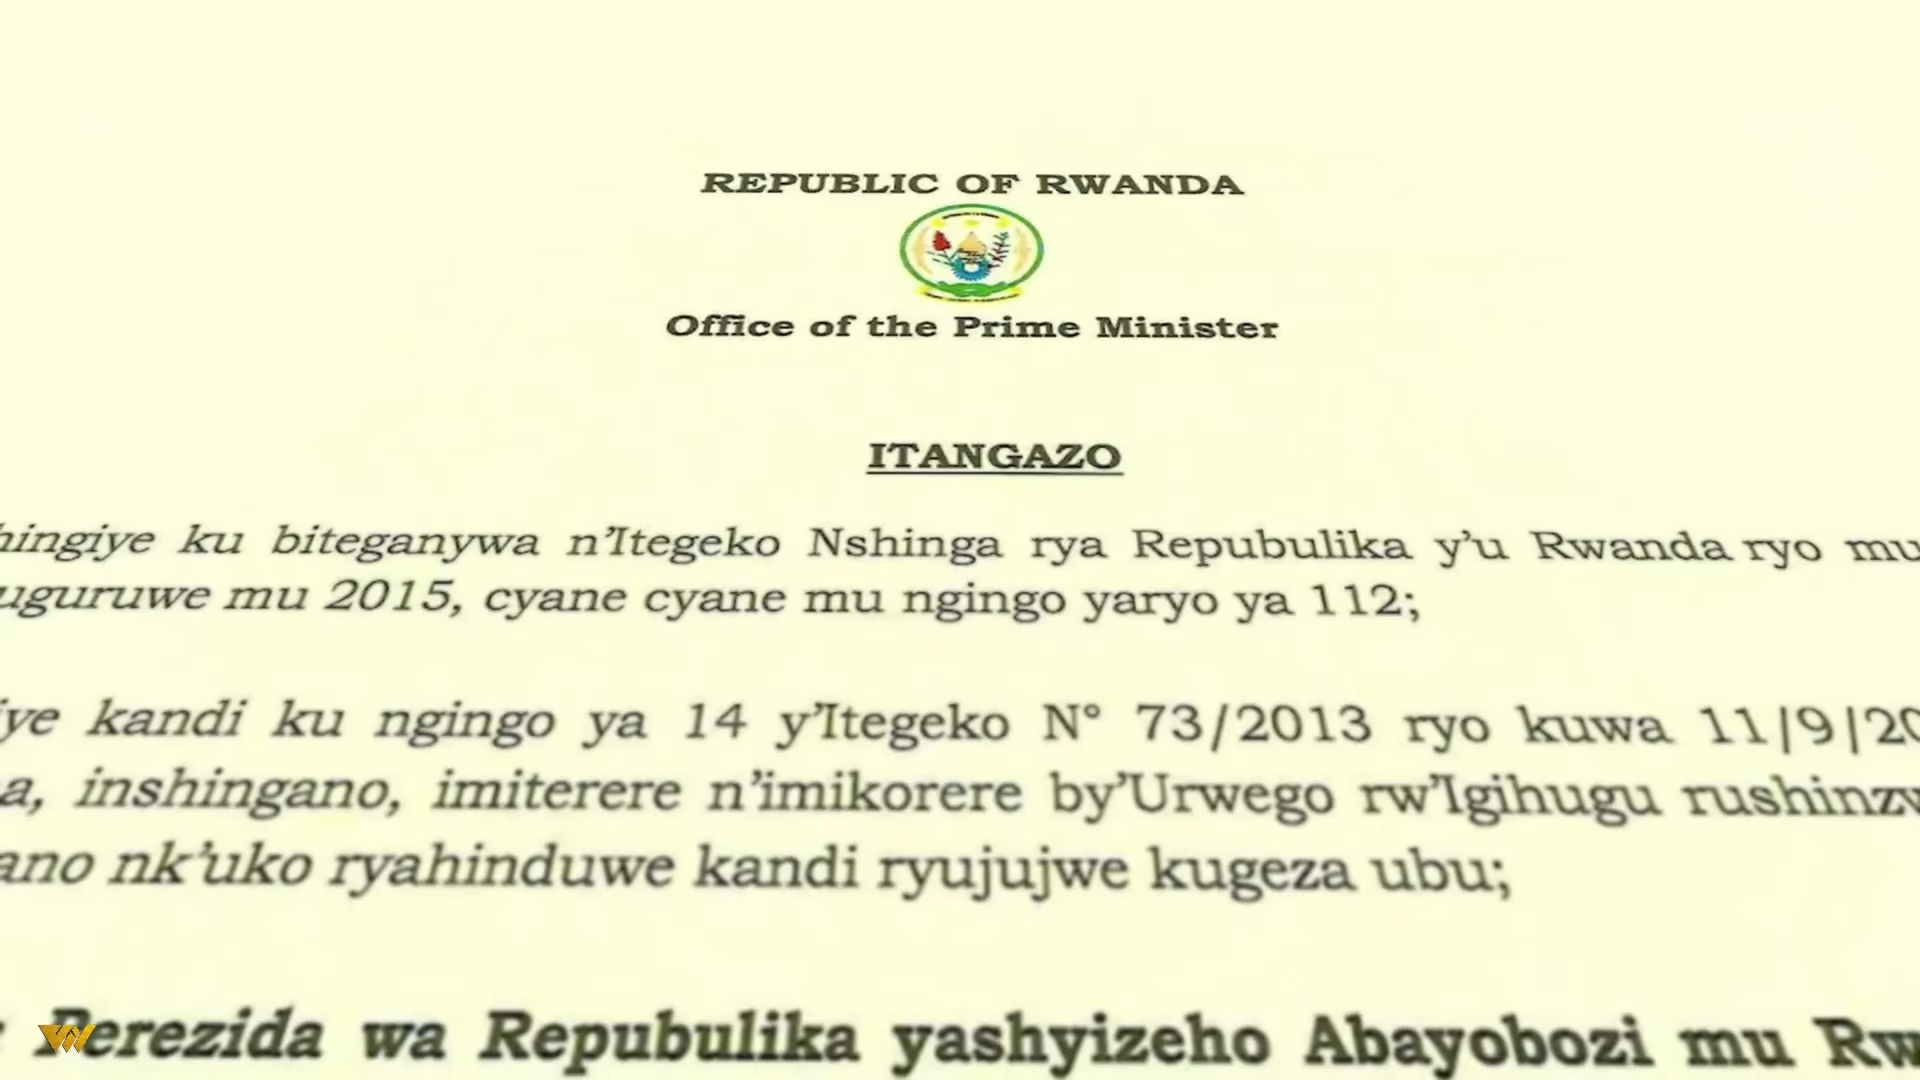 REPUBLIC OF RWANDA
Office of the Prime Minister
ITANGAZO
hingiye ku biteganywa n'Itegeko Nshinga rya Repubulika y'u Rwanda ryo mu
uguruwe mu 2015, cyane cyane mu ngingo yaryo ya 112;
iye kandi ku ngingo ya 14 y'Itegeko N° 73/2013 ryo kuwa 11|9|20
a, inshingano, imiterere n'imikorere by'Urwego rw'Igihugu rushinzw
ano nk'uko ryahinduwe kandi ryujujwe kugeza ubu;
Perezida wa Repubulika yashyizeho Abayobozi mu Rw